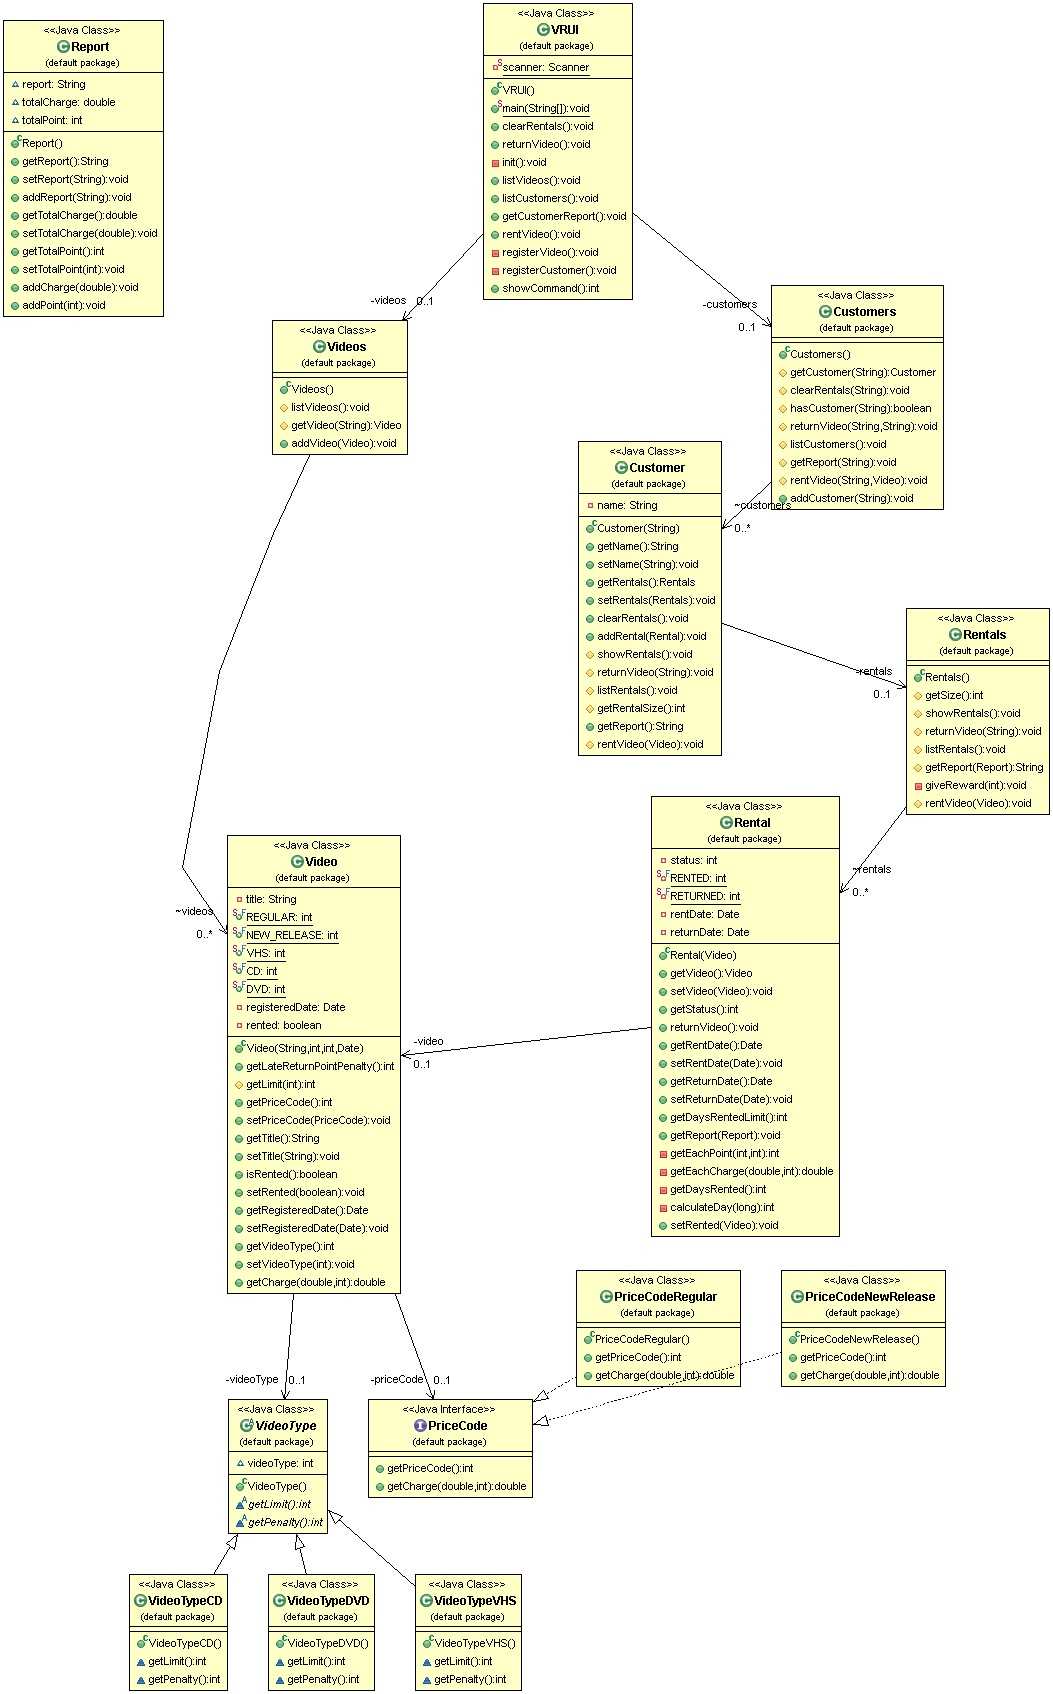 <<Java Class>>
Report
(default package)
report: String
totalCharge: double
totalPoint: int
Report()
getReport():String
setReport(String):void
addReport(String):void
getTotalCharge():double
setTotalCharge(double):void
getTotalPoint():int
setTotalPoint(int):void
addCharge(double):void
addPoint(int):void
<<Java Class>>
VRUI
(default package)
scanner: Scanner
VRUI()
main(String[]):void
clearRentals():void
returnVideo():void
init():void
listVideos():void
listCustomers():void
getCustomerReport():void
rentVideo():void
registerVideo():void
registerCustomer():void
showCommand():int
-videos
0..1
-customers
0..1
<<Java Class>>
Videos
(default package)
Videos()
listVideos():void
getVideo(String):Video
addVideo(Video):void
<<Java Class>>
Customers
(default package)
Customers()
getCustomer(String):Customer
clearRentals(String):void
hasCustomer(String):boolean
returnVideo(String,String):void
listCustomers():void
getReport(String):void
rentVideo(String,Video):void
addCustomer(String):void
~customers
0..*
<<Java Class>>
Customer
(default package)
name: String
Customer(String)
getName():String
setName(String):void
getRentals():Rentals
setRentals(Rentals):void
clearRentals():void
addRental(Rental):void
showRentals():void
returnVideo(String):void
listRentals():void
getRentalSize():int
getReport():String
rentVideo(Video):void
-rentals
0..1
<<Java Class>>
Rentals
(default package)
Rentals()
getSize():int
showRentals():void
returnVideo(String):void
listRentals():void
getReport(Report):String
giveReward(int):void
rentVideo(Video):void
~rentals
0..*
<<Java Class>>
Rental
(default package)
status: int
RENTED: int
RETURNED: int
rentDate: Date
returnDate: Date
Rental(Video)
getVideo():Video
setVideo(Video):void
getStatus():int
returnVideo():void
getRentDate():Date
setRentDate(Date):void
getReturnDate():Date
setReturnDate(Date):void
getDaysRentedLimit():int
getReport(Report):void
getEachPoint(int,int):int
getEachCharge(double,int):double
getDaysRented():int
calculateDay(long):int
setRented(Video):void
~videos
0..*
-video
0..1
<<Java Class>>
Video
(default package)
title: String
REGULAR: int
NEW_RELEASE: int
VHS: int
CD: int
DVD: int
registeredDate: Date
rented: boolean
Video(String,int,int,Date)
getLateReturnPointPenalty():int
getLimit(int):int
getPriceCode():int
setPriceCode(PriceCode):void
getTitle():String
setTitle(String):void
isRented():boolean
setRented(boolean):void
getRegisteredDate():Date
setRegisteredDate(Date):void
getVideoType():int
setVideoType(int):void
getCharge(double,int):double
-videoType
0..1
-priceCode
0..1
<<Java Class>>
PriceCodeRegular
(default package)
PriceCodeRegular()
getPriceCode():int
getCharge(double,int):double
<<Java Class>>
PriceCodeNewRelease
(default package)
PriceCodeNewRelease()
getPriceCode():int
getCharge(double,int):double
<<Java Class>>
VideoType
(default package)
videoType: int
VideoType()
getLimit():int
getPenalty():int
<<Java Interface>>
PriceCode
(default package)
getPriceCode():int
getCharge(double,int):double
<<Java Class>>
VideoTypeCD
(default package)
VideoTypeCD()
getLimit():int
getPenalty():int
<<Java Class>>
VideoTypeDVD
(default package)
VideoTypeDVD()
getLimit():int
getPenalty():int
<<Java Class>>
VideoTypeVHS
(default package)
VideoTypeVHS()
getLimit():int
getPenalty():int